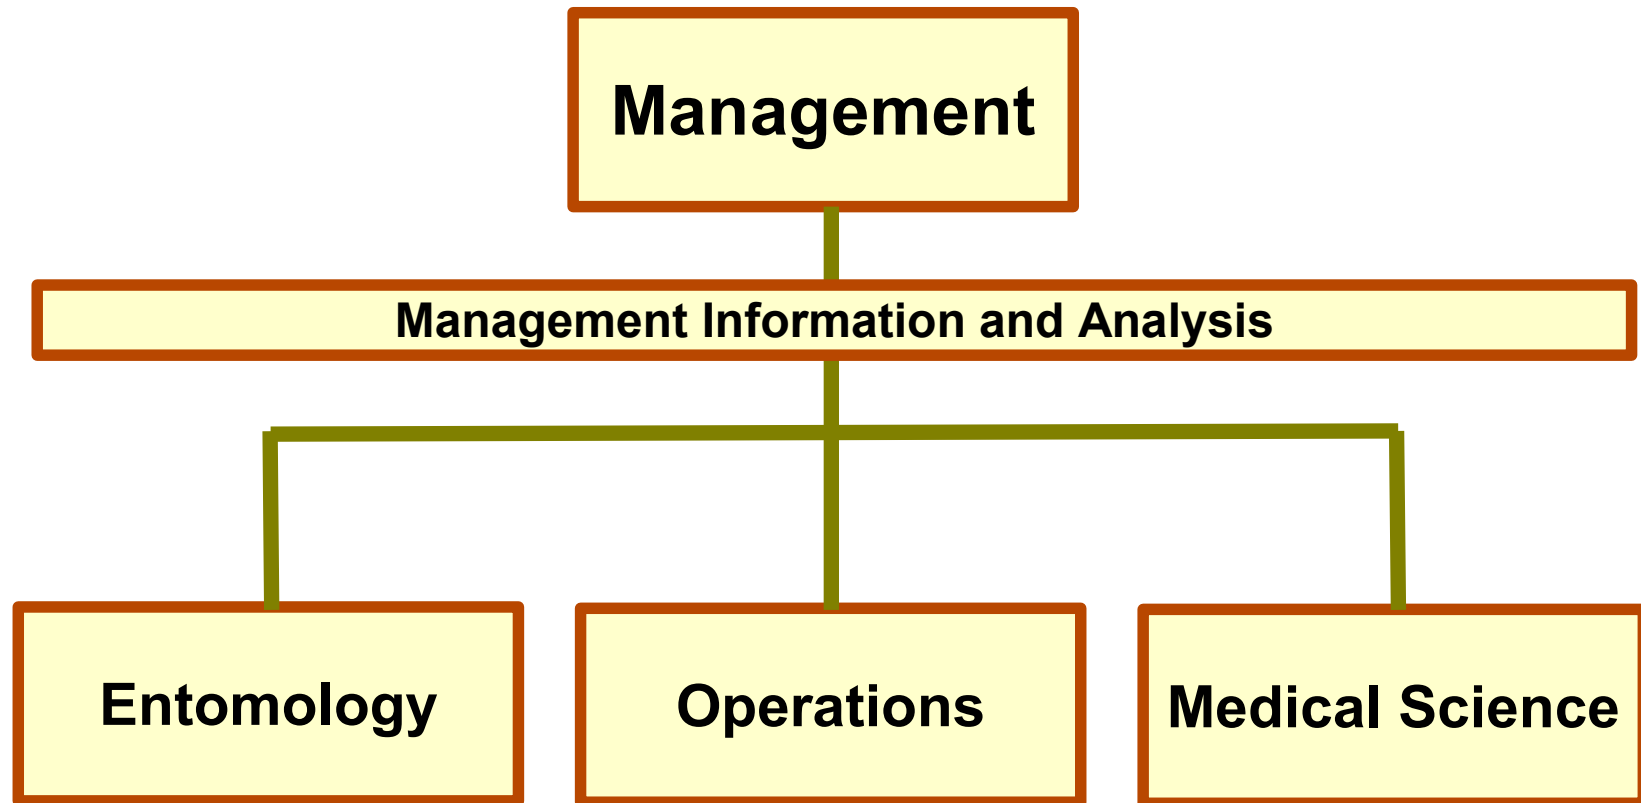 Management
Management Information and Analysis
Entomology
Operations
Medical Science